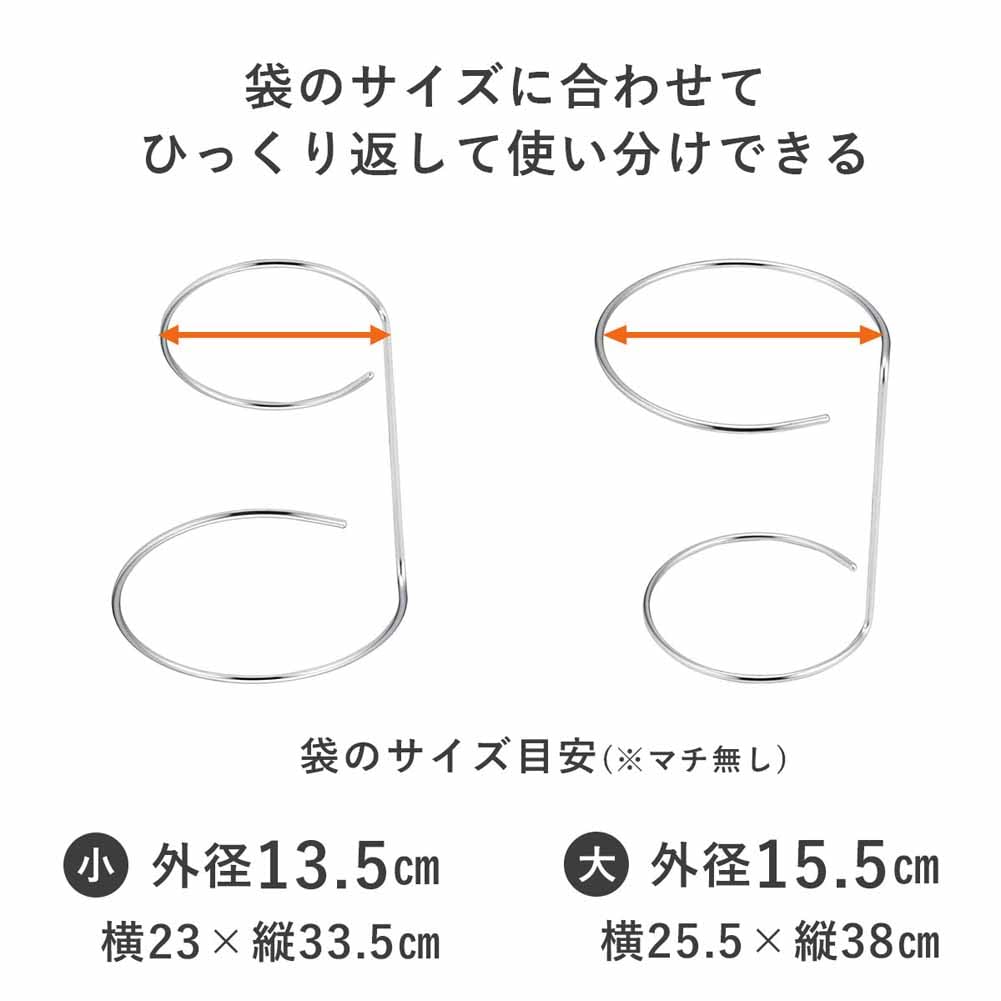 袋のサイズに合わせて
ひっくり返して使い分けできる
袋のサイズ目安(※マチ無し)
小 外径13.5㎝
横23×縦33.5㎝
大 外径15.5㎝
横25.5×縦38㎝